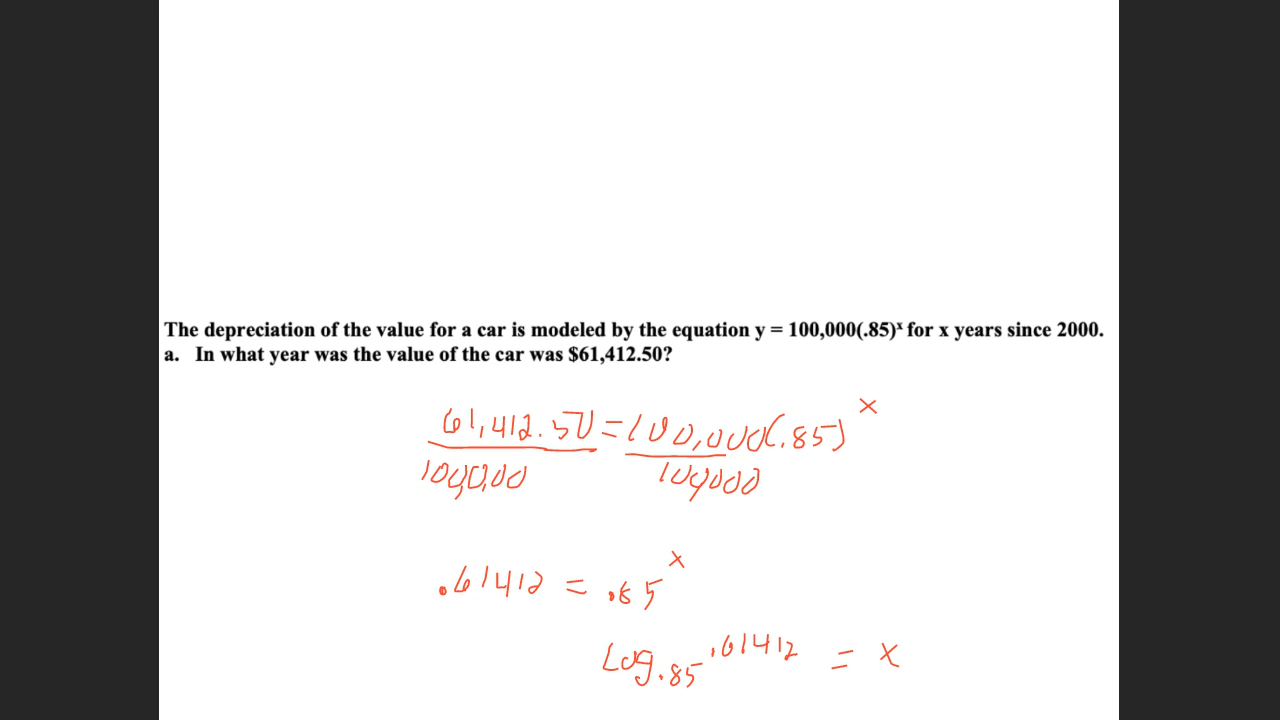 The depreciation of the value for a car is modeled by the equation y = 100,000(.85)ˣ for x years since 2000.
a. In what year was the value of the car was $61,412.50?
61,412.50 = 100,000(.85)ˣ
100,000 100,000
.61412 = .85ˣ
Log.85 .61412 = x